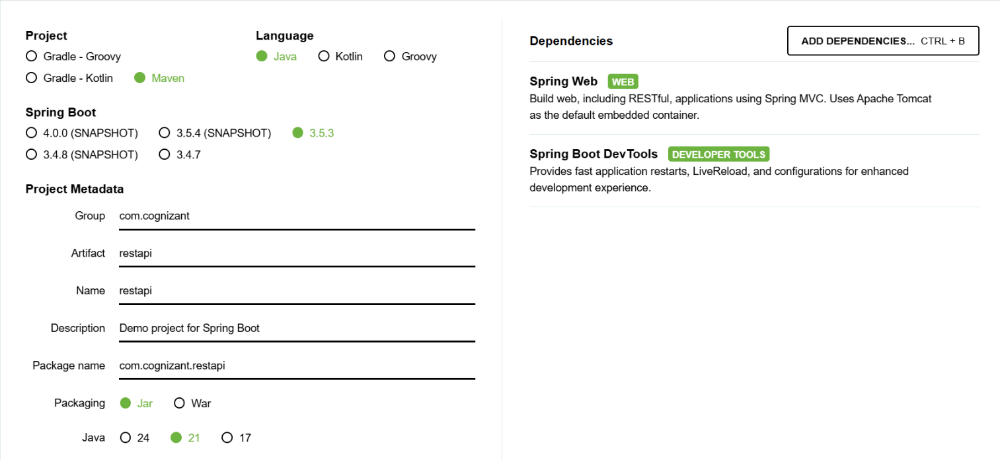 Project
Gradle - Groovy
Gradle - Kotlin Maven
Language
Java Kotlin Groovy
Spring Boot
4.0.0 (SNAPSHOT) 3.5.4 (SNAPSHOT) 3.5.3
3.4.8 (SNAPSHOT) 3.4.7
Project Metadata
Group com.cognizant
Artifact restapi
Name restapi
Description Demo project for Spring Boot
Package name com.cognizant.restapi
Packaging Jar War
Java 24 21 17
Dependencies ADD DEPENDENCIES... CTRL + B
Spring Web WEB
Build web, including RESTful, applications using Spring MVC. Uses Apache Tomcat
as the default embedded container.
Spring Boot DevTools DEVELOPER TOOLS
Provides fast application restarts, LiveReload, and configurations for enhanced
development experience.